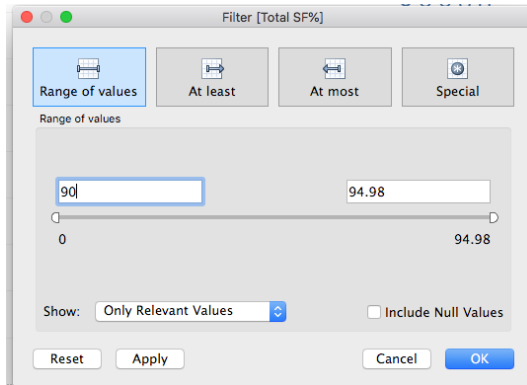 Filter [Total SF%]
Range of values At least At most Special
Range of values
90 94.98
0 94.98
Show: Only Relevant Values Include Null Values
Reset Apply Cancel OK